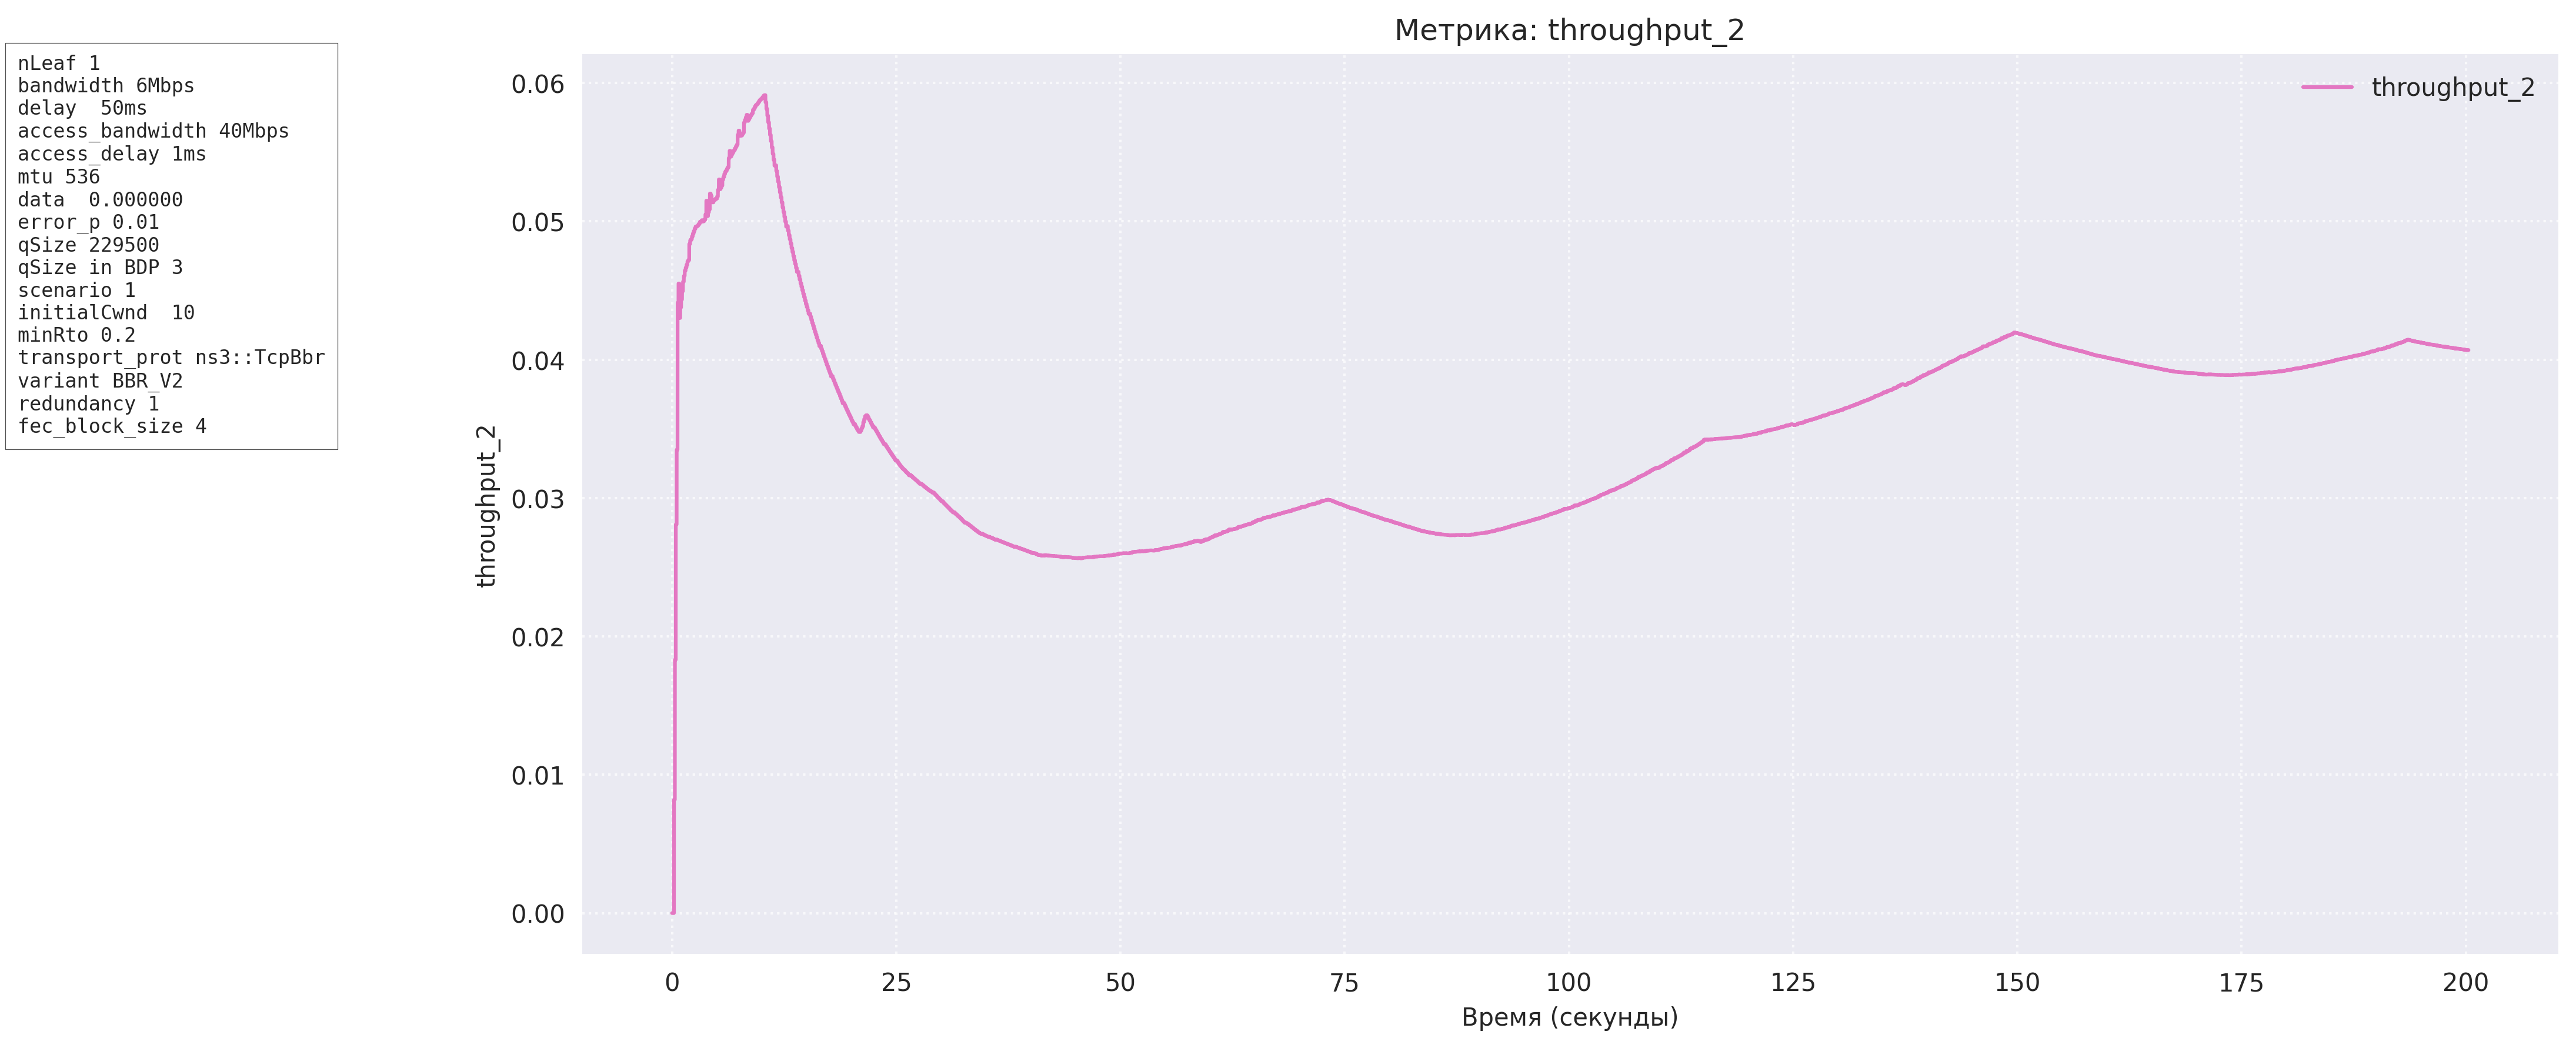 Метрика: throughput_2
nLeaf 1
bandwidth 6Mbps
delay  50ms
access_bandwidth 40Mbps
access_delay 1ms
mtu 536
data  0.000000
error_p 0.01
qSize 229500
qSize in BDP 3
scenario 1
initialCwnd  10
minRto 0.2
transport_prot ns3::TcpBbr
variant BBR_V2
redundancy 1
fec_block_size 4
throughput_2
0.06
0.05
0.04
0.03
0.02
0.01
0.00
throughput_2
0 25 50 75 100 125 150 175 200
Время (секунды)